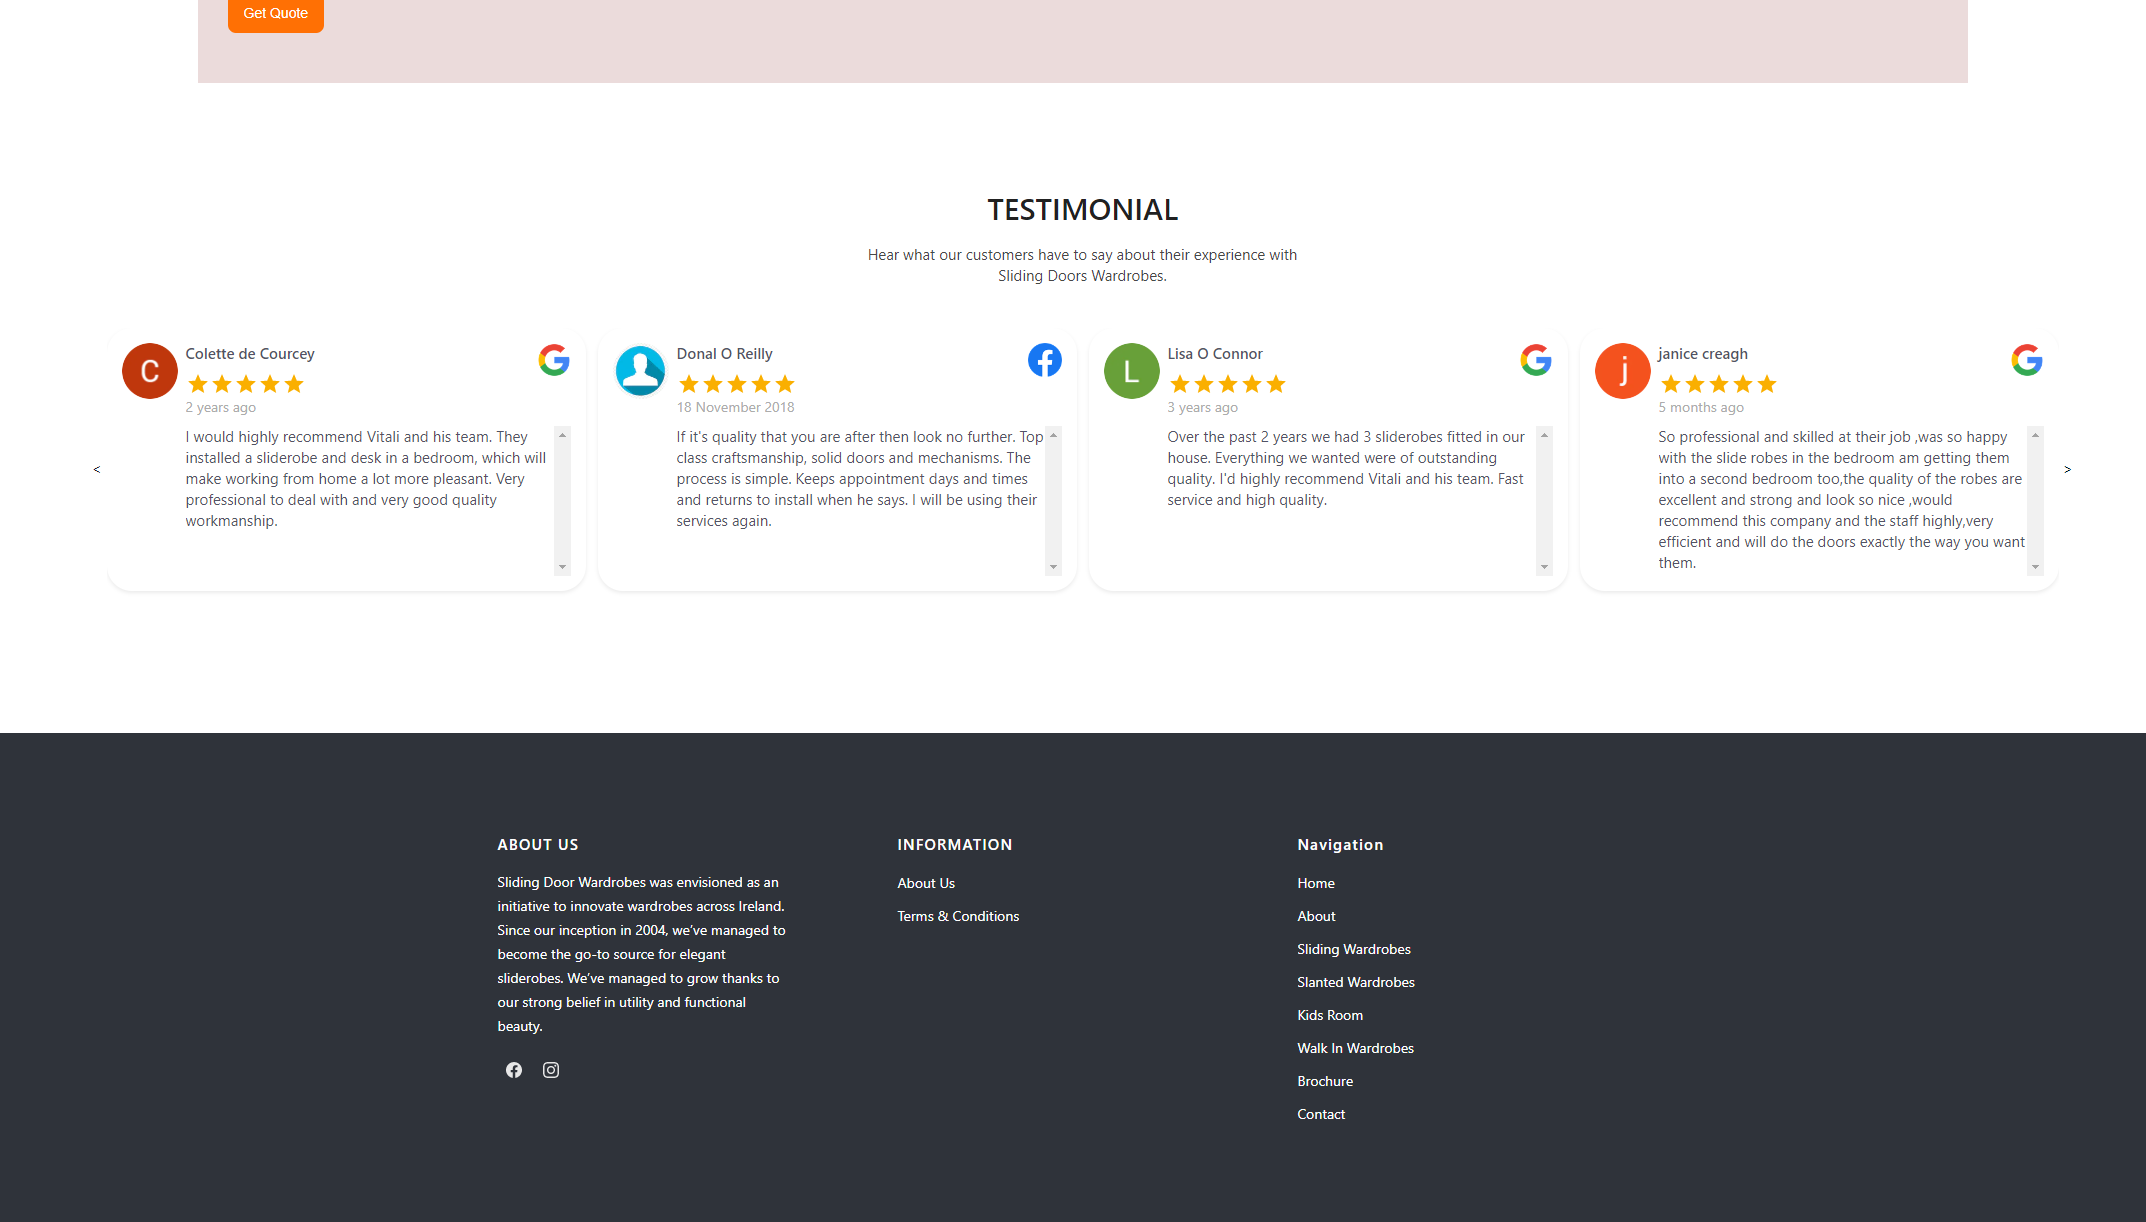 Get Quote
TESTIMONIAL
Hear what our customers have to say about their experience with
Sliding Doors Wardrobes.
<
C
Colette de Courcey
2 years ago
I would highly recommend Vitali and his team. They
installed a sliderobe and desk in a bedroom, which will
make working from home a lot more pleasant. Very
professional to deal with and very good quality
workmanship.
Donal O Reilly
18 November 2018
If it's quality that you are after then look no further. Top
class craftsmanship, solid doors and mechanisms. The
process is simple. Keeps appointment days and times
and returns to install when he says. I will be using their
services again.
L
Lisa O Connor
3 years ago
Over the past 2 years we had 3 sliderobes fitted in our
house. Everything we wanted were of outstanding
quality. I'd highly recommend Vitali and his team. Fast
service and high quality.
j
janice creagh
5 months ago
So professional and skilled at their job ,was so happy
with the slide robes in the bedroom am getting them
into a second bedroom too,the quality of the robes are
excellent and strong and look so nice ,would
recommend this company and the staff highly,very
efficient and will do the doors exactly the way you want
them.
>
ABOUT US
Sliding Door Wardrobes was envisioned as an
initiative to innovate wardrobes across Ireland.
Since our inception in 2004, we’ve managed to
become the go-to source for elegant
sliderobes. We’ve managed to grow thanks to
our strong belief in utility and functional
beauty.
INFORMATION
About Us
Terms & Conditions
Navigation
Home
About
Sliding Wardrobes
Slanted Wardrobes
Kids Room
Walk In Wardrobes
Brochure
Contact